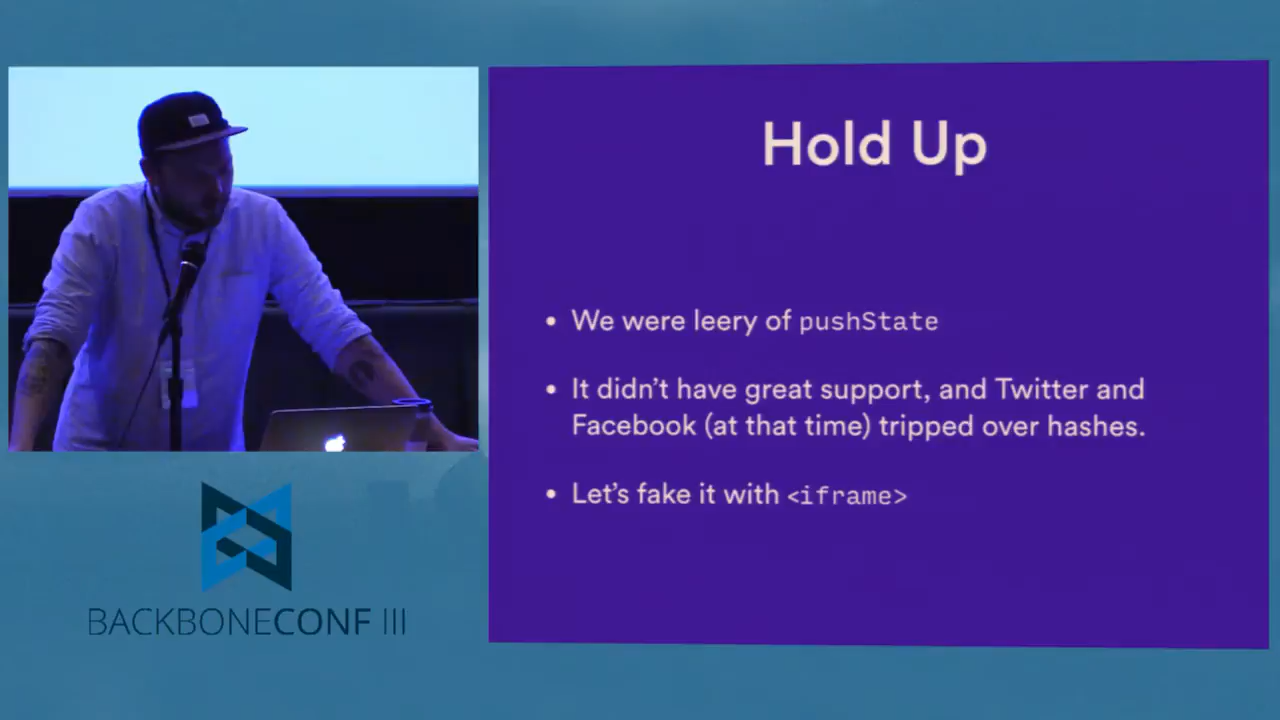 Hold Up
• We were leery of pushState
• It didn't have great support, and Twitter and
Facebook (at that time) tripped over hashes.
• Let's fake it with <iframe>
BACKBONECONF III